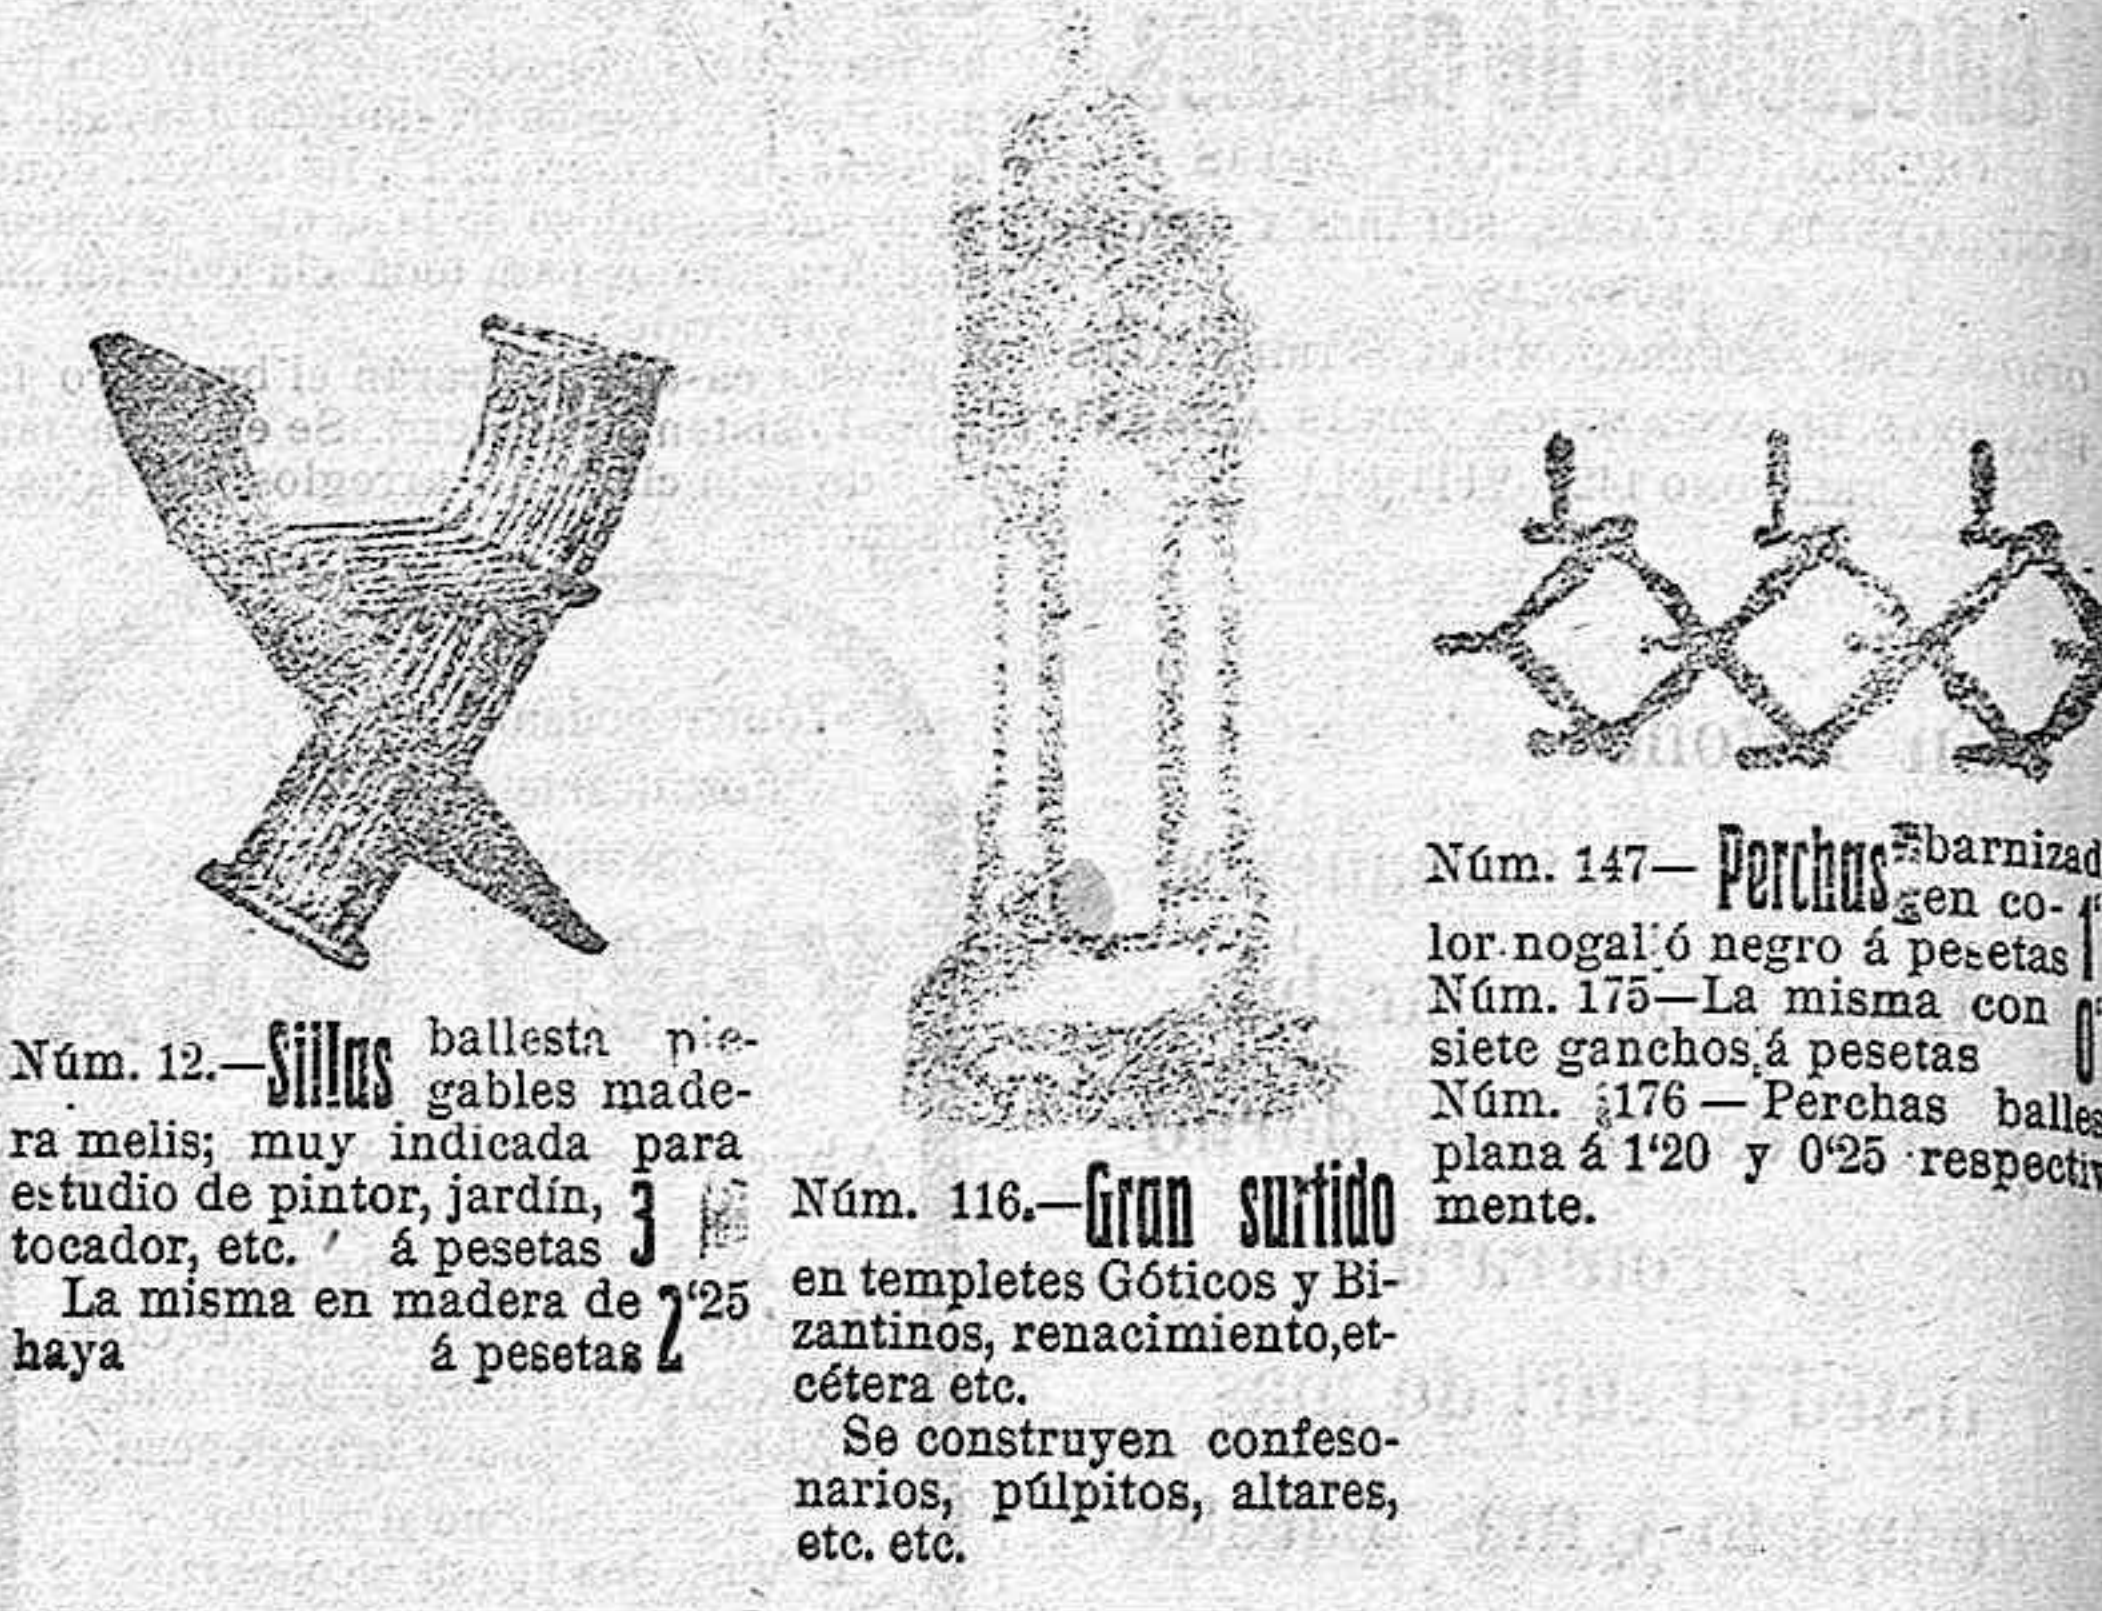 Núm. 12.—Sillas ballesta ple-
gables made-
ra melis; muy indicada para
estudio de pintor, jardín,
tocador, etc. á pesetas 3
La misma en madera de 2‘25
haya á pesetas
Núm. 116.—Gran surtido
en templetes Góticos y Bi-
zantinos, renacimiento, et-
cétera etc.
Se construyen confeso-
narios, púlpitos, altares,
etc. etc.
Núm. 147— Perchas barnizad
en co-
lor nogal ó negro á pesetas 1‘
Núm. 175—La misma con
siete ganchos á pesetas 0‘
Núm. 176—Perchas balles
plana á 1‘20 y 0‘25 respectiv
mente.